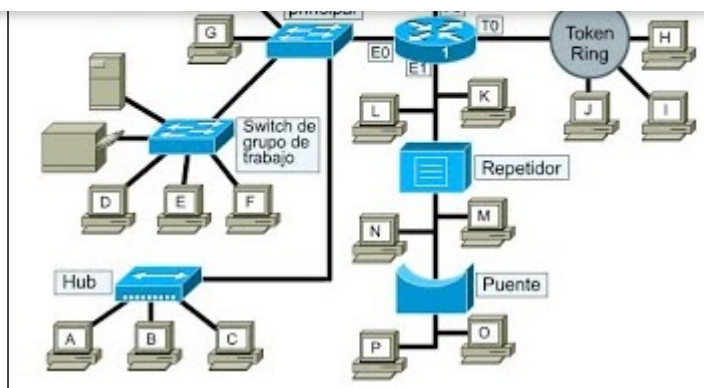 principal
G
E0
1
T0
E1
Token
Ring
H
J
I
K
L
Switch de
grupo de
trabajo
Repetidor
D
E
F
M
N
Hub
Puente
A
B
C
P
O